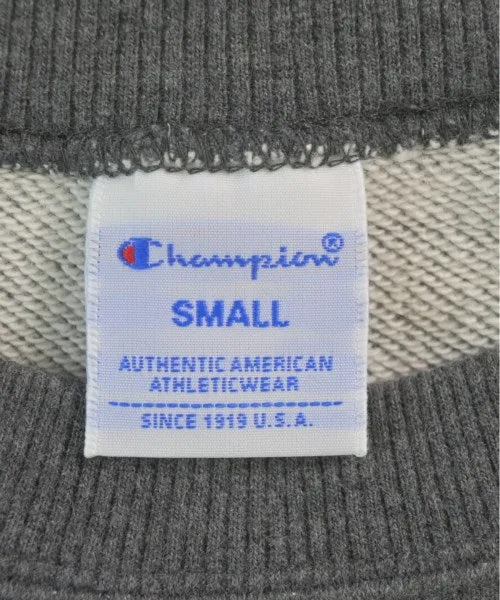 Champion®
SMALL
AUTHENTIC AMERICAN
ATHLETICWEAR
SINCE 1919 U.S.A.